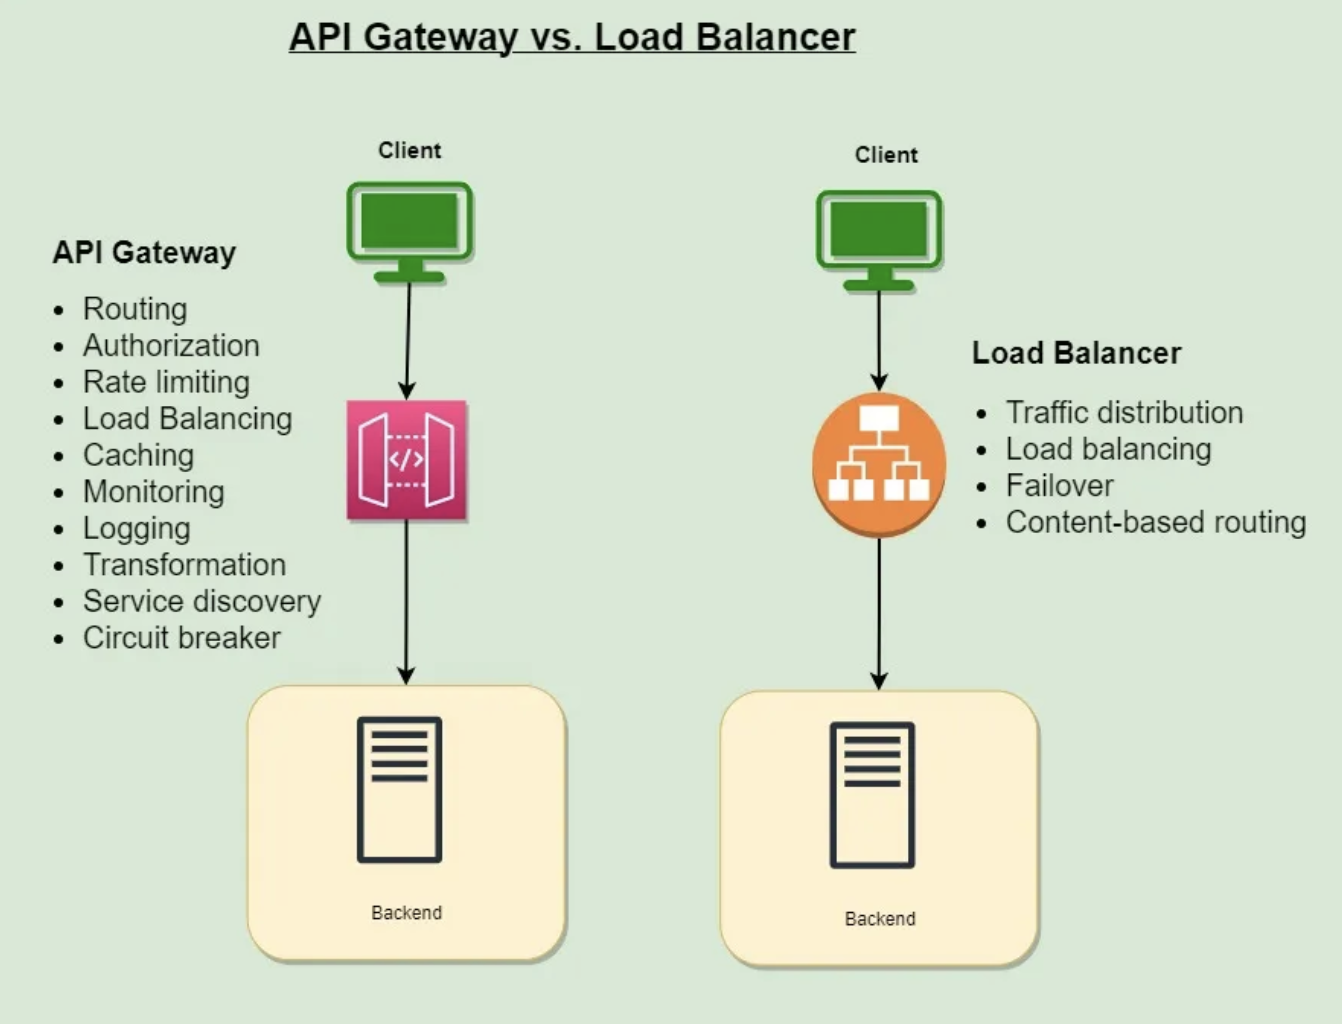 API Gateway vs. Load Balancer
Client
Client
API Gateway
• Routing
• Authorization
• Rate limiting
• Load Balancing
• Caching
• Monitoring
• Logging
• Transformation
• Service discovery
• Circuit breaker
</>
Load Balancer
• Traffic distribution
• Load balancing
• Failover
• Content-based routing
Backend
Backend